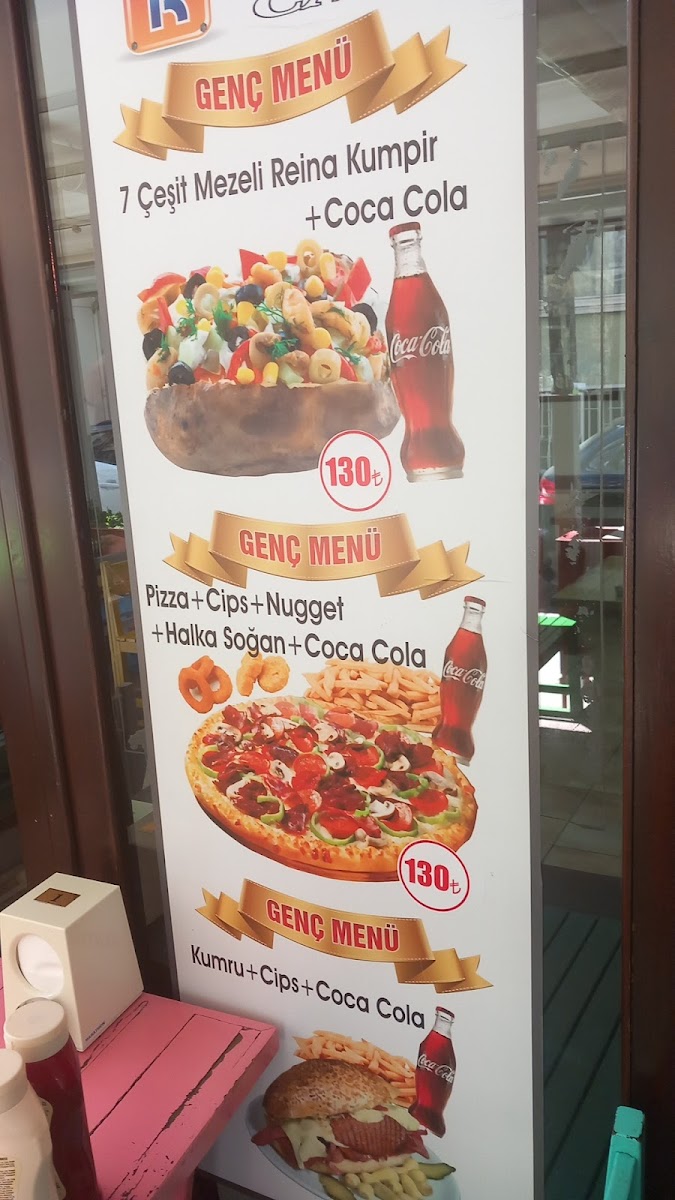 GENÇ MENÜ
7 Çeşit Mezeli Reina Kumpir
+Coca Cola
Coca-Cola
130₺
GENÇ MENÜ
Pizza+Cips+Nugget
+Halka Soğan+Coca Cola
Coca-Cola
130₺
GENÇ MENÜ
Kumru+Cips+Coca Cola
Coca-Cola
1